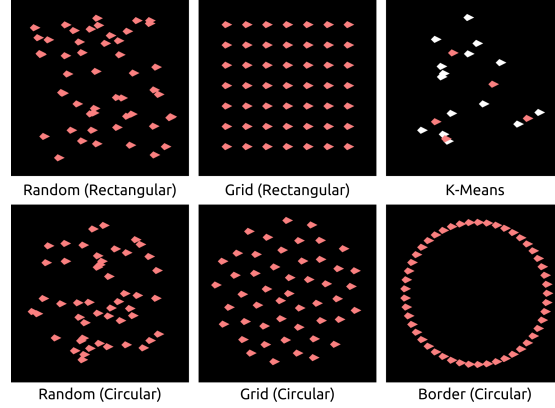 Random (Rectangular)
Grid (Rectangular)
K-Means
Random (Circular)
Grid (Circular)
Border (Circular)